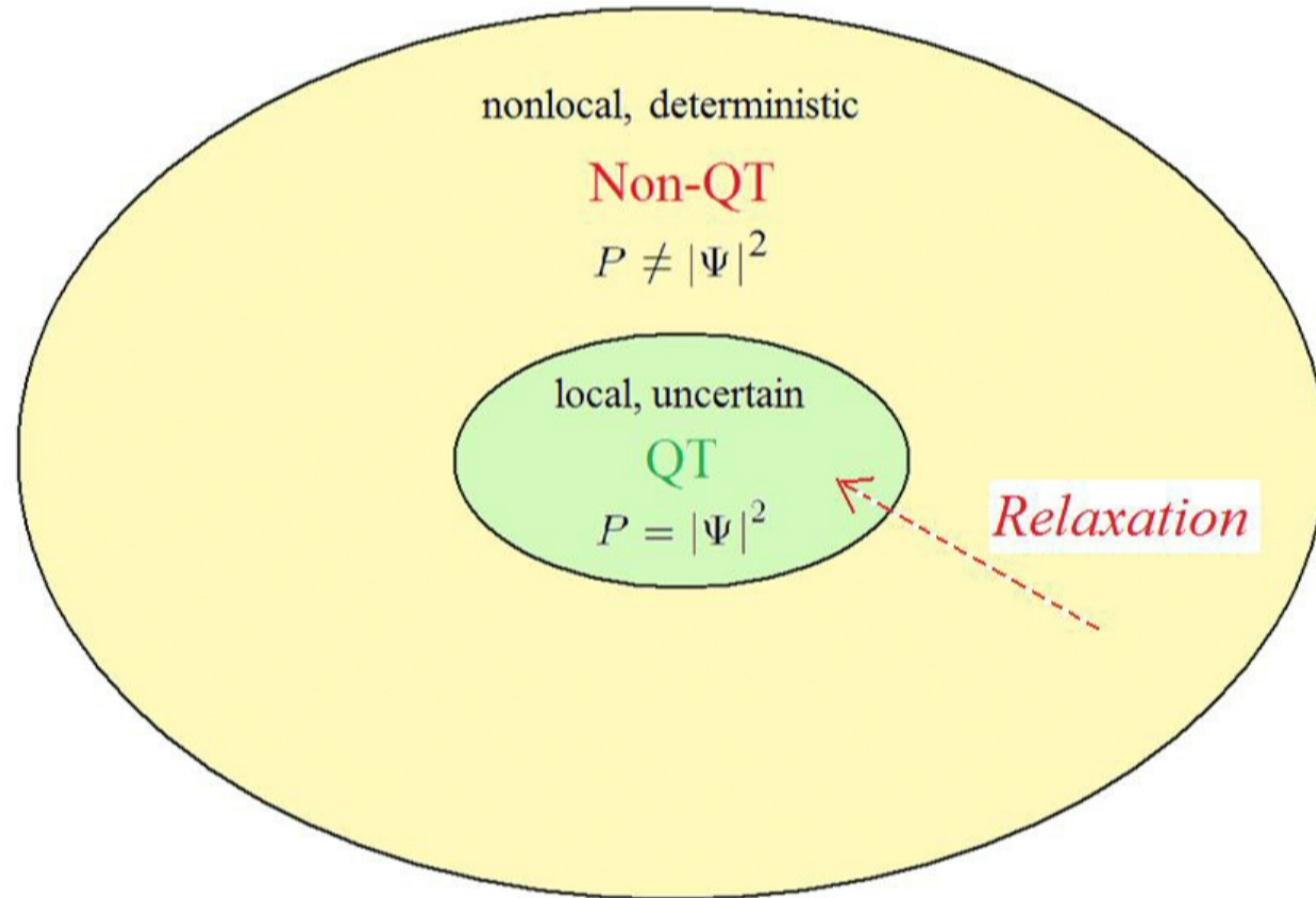 nonlocal, deterministic
Non-QT
P ≠ |Ψ|²
local, uncertain
QT
P = |Ψ|²
Relaxation